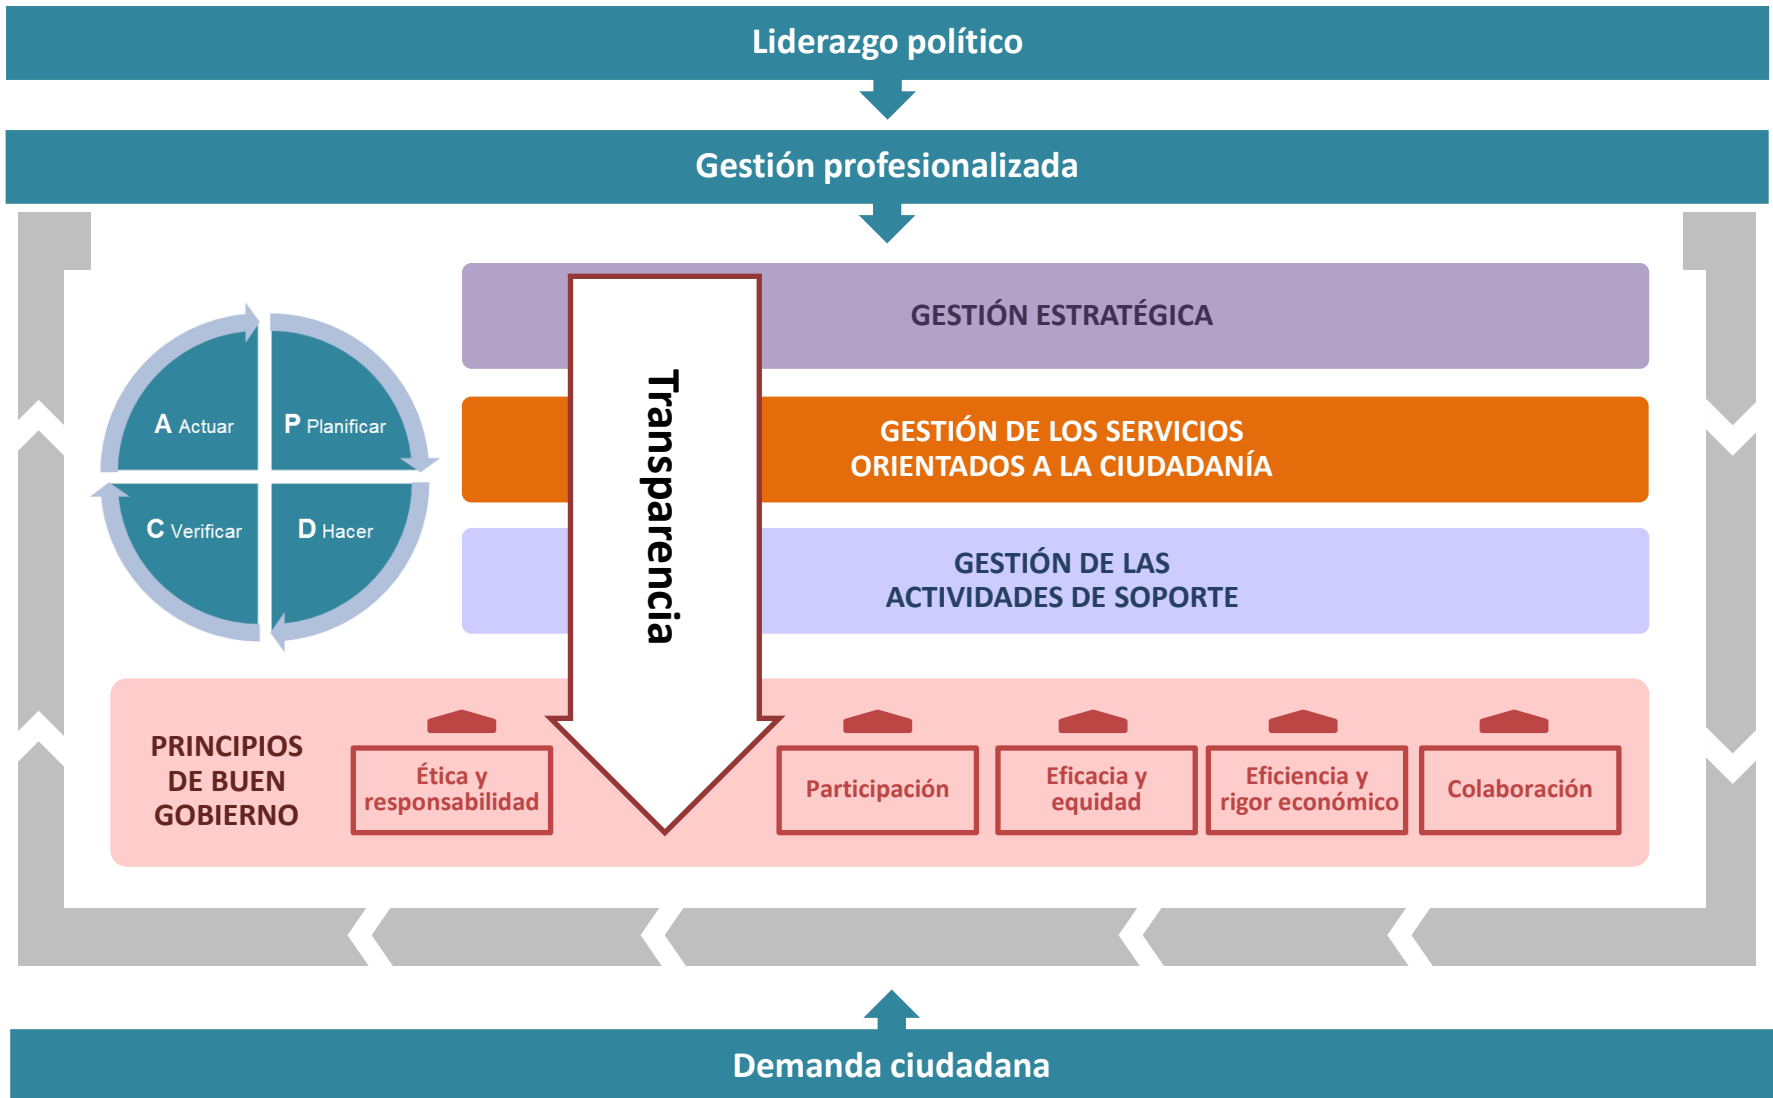 Liderazgo político
Gestión profesionalizada
GESTIÓN ESTRATÉGICA
A Actuar
P Planificar
C Verificar
D Hacer
Transparencia
GESTIÓN DE LOS SERVICIOS
ORIENTADOS A LA CIUDADANÍA
GESTIÓN DE LAS
ACTIVIDADES DE SOPORTE
PRINCIPIOS
DE BUEN
GOBIERNO
Ética y
responsabilidad
Participación
Eficacia y
equidad
Eficiencia y
rigor económico
Colaboración
Demanda ciudadana